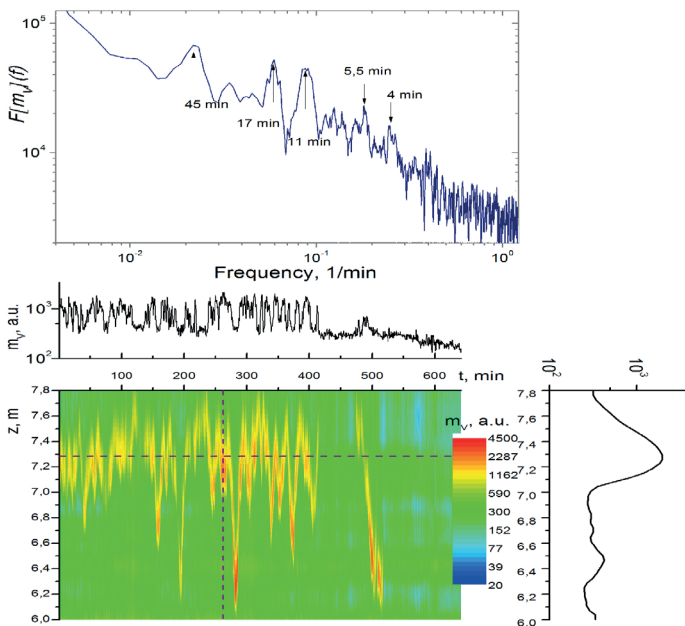 10⁵
F[mᵥ](f)
5,5 min
4 min
45 min
17 min
11 min
10⁴
10⁻² 10⁻¹ 10⁰
Frequency, 1/min
mᵥ, a.u.
10³
10²
100 200 300 400 500 600 t, min
10² 10³
z, m
7,8
7,6
7,4
7,2
7,0
6,8
6,6
6,4
6,2
6,0
mᵥ, a.u.
4500
2287
1162
590
300
152
77
39
20
7,8
7,6
7,4
7,2
7,0
6,8
6,6
6,4
6,2
6,0